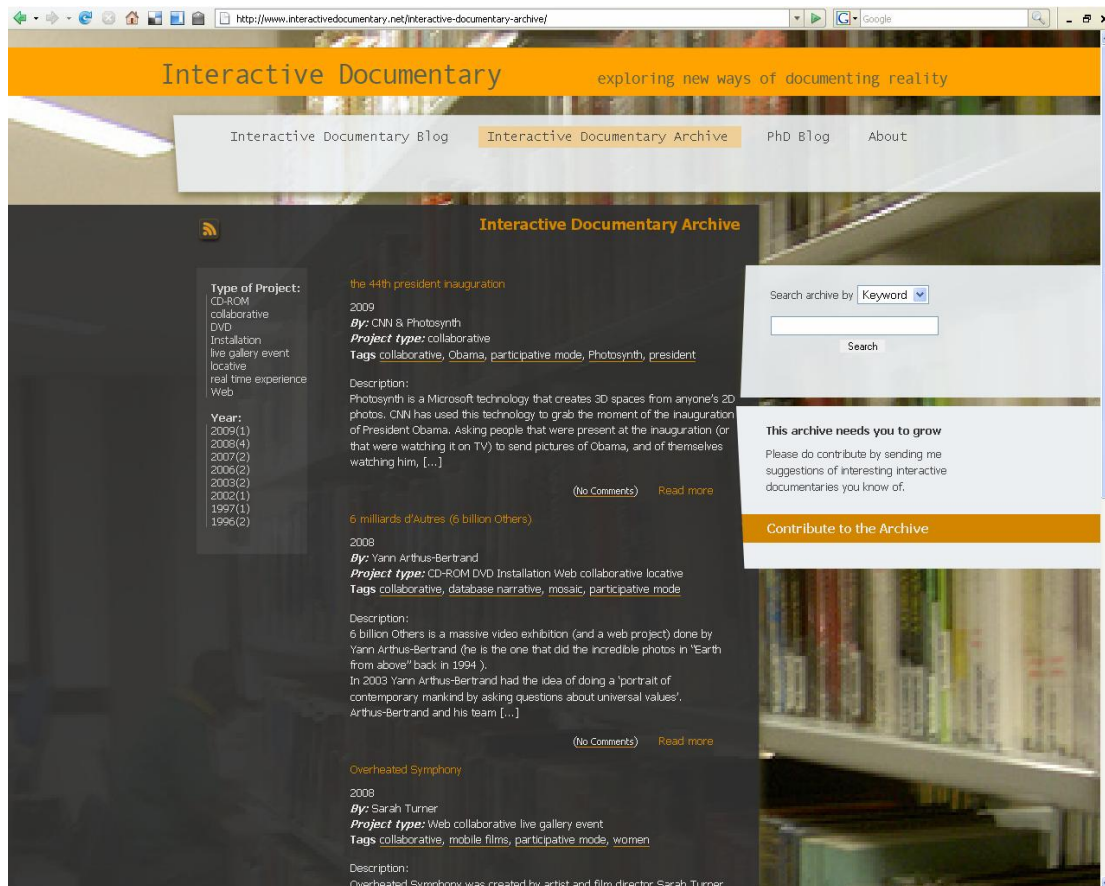 http://www.interactivedocumentary.net/interactive-documentary-archive/
Google
Interactive Documentary
exploring new ways of documenting reality
Interactive Documentary Blog
Interactive Documentary Archive
PhD Blog
About
Interactive Documentary Archive
Type of Project:
CD-ROM
collaborative
DVD
Installation
live gallery event
locative
real time experience
Web
Year:
2009(1)
2008(4)
2007(2)
2006(2)
2003(2)
2002(1)
1997(1)
1996(2)
the 44th president inauguration
2009
By: CNN & Photosynth
Project type: collaborative
Tags collaborative, Obama, participative mode, Photosynth, president
Description:
Photosynth is a Microsoft technology that creates 3D spaces from anyone's 2D
photos. CNN has used this technology to grab the moment of the inauguration
of President Obama. Asking people that were present at the inauguration (or
that were watching it on TV) to send pictures of Obama, and of themselves
watching him, [...]
(No Comments) Read more
6 milliards d'Autres (6 billion Others)
2008
By: Yann Arthus-Bertrand
Project type: CD-ROM DVD Installation Web collaborative locative
Tags collaborative, database narrative, mosaic, participative mode
Description:
6 billion Others is a massive video exhibition (and a web project) done by
Yann Arthus-Bertrand (he is the one that did the incredible photos in "Earth
from above" back in 1994 ).
In 2003 Yann Arthus-Bertrand had the idea of doing a 'portrait of
contemporary mankind by asking questions about universal values'.
Arthus-Bertrand and his team [...]
(No Comments) Read more
Overheated Symphony
2008
By: Sarah Turner
Project type: Web collaborative live gallery event
Tags collaborative, mobile films, participative mode, women
Description:
Overheated Symphony was created by artist and film director Sarah Turner
Search archive by Keyword
Search
This archive needs you to grow
Please do contribute by sending me
suggestions of interesting interactive
documentaries you know of.
Contribute to the Archive